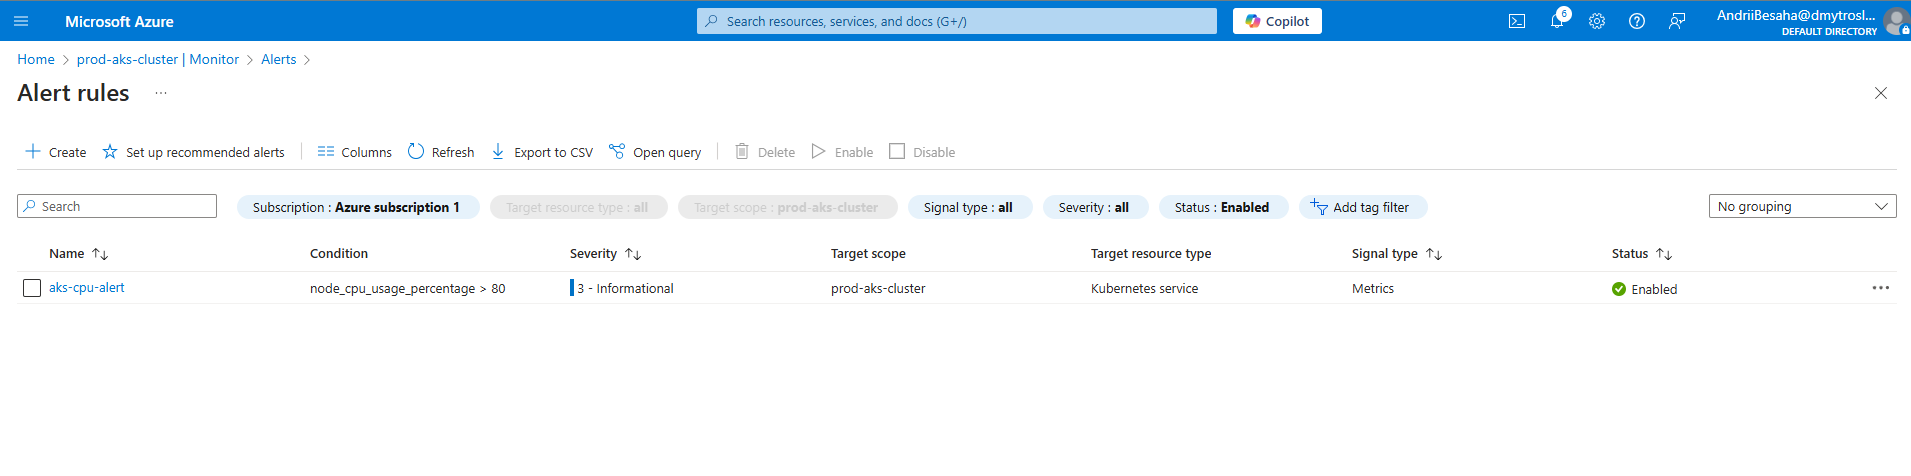 Microsoft Azure
Search resources, services, and docs (G+/)
Copilot
6
AndriiBesaha@dmytrosl...
DEFAULT DIRECTORY
Home > prod-aks-cluster | Monitor > Alerts >
Alert rules ...
Create Set up recommended alerts Columns Refresh Export to CSV Open query Delete Enable Disable
Search Subscription : Azure subscription 1 Target resource type : all Target scope : prod-aks-cluster Signal type : all Severity : all Status : Enabled Add tag filter No grouping
Name Condition Severity Target scope Target resource type Signal type Status
aks-cpu-alert node_cpu_usage_percentage > 80 3 - Informational prod-aks-cluster Kubernetes service Metrics Enabled